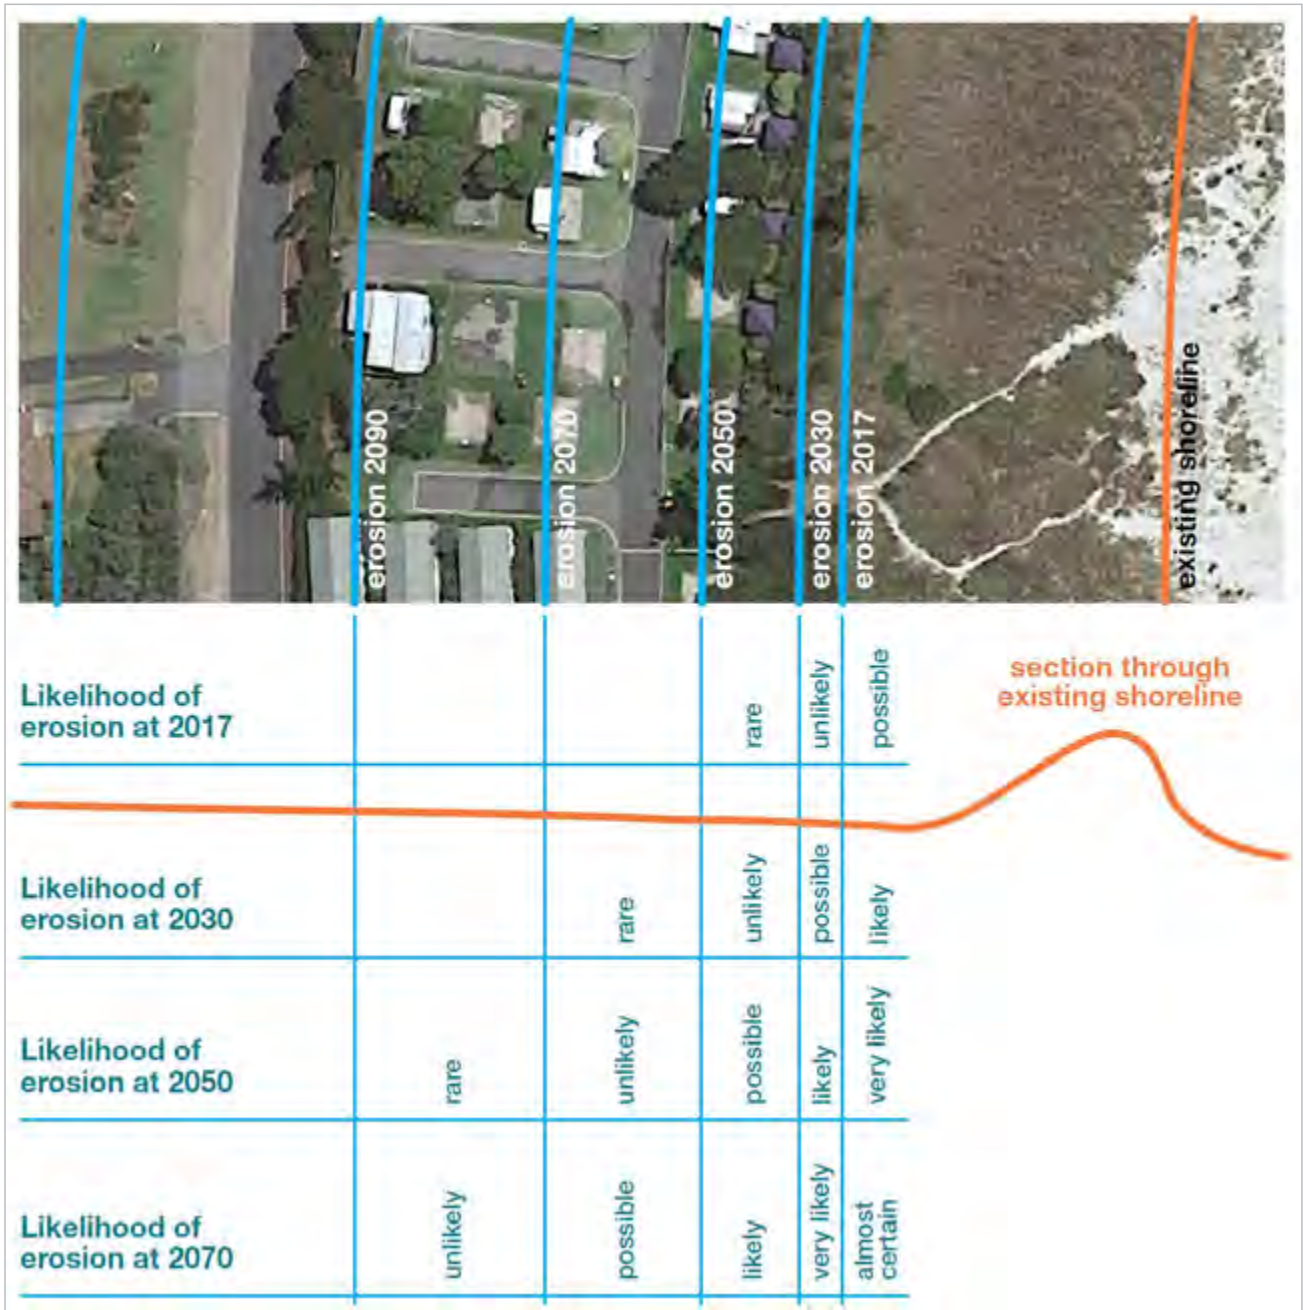 erosion 2090
erosion 2070
erosion 2050
erosion 2030
erosion 2017
existing shoreline
section through
existing shoreline
Likelihood of
erosion at 2017
rare
unlikely
possible
Likelihood of
erosion at 2030
rare
unlikely
possible
likely
Likelihood of
erosion at 2050
rare
unlikely
possible
likely
very likely
Likelihood of
erosion at 2070
unlikely
possible
likely
very likely
almost
certain